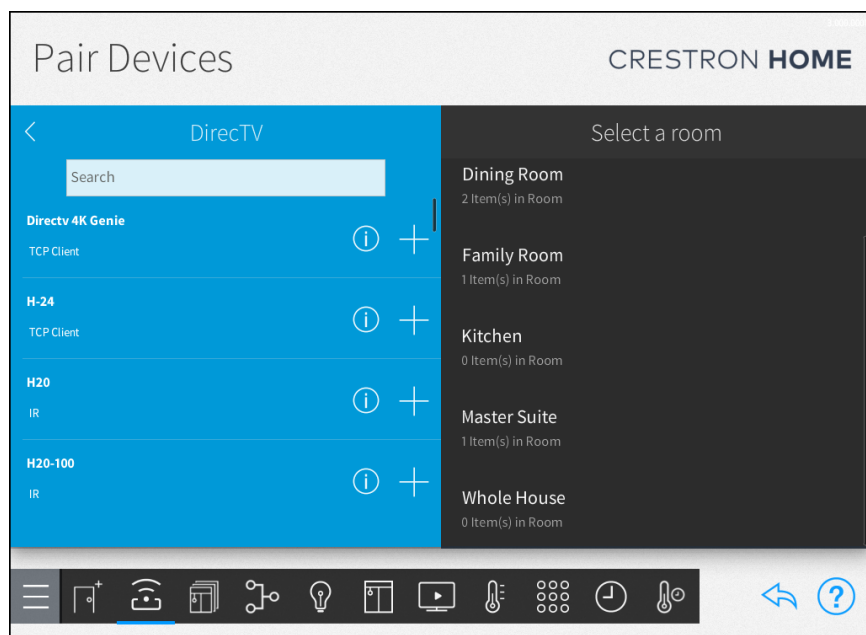 Pair Devices
CRESTRON HOME
DirecTV
Search
Directv 4K Genie
TCP Client
H-24
TCP Client
H20
IR
H20-100
IR
Select a room
Dining Room
2 Item(s) in Room
Family Room
1 Item(s) in Room
Kitchen
0 Item(s) in Room
Master Suite
1 Item(s) in Room
Whole House
0 Item(s) in Room